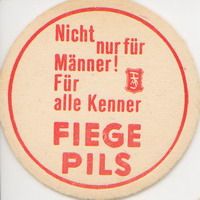 Nicht
nur für
Männer!
Für
alle Kenner
FIEGE
PILS